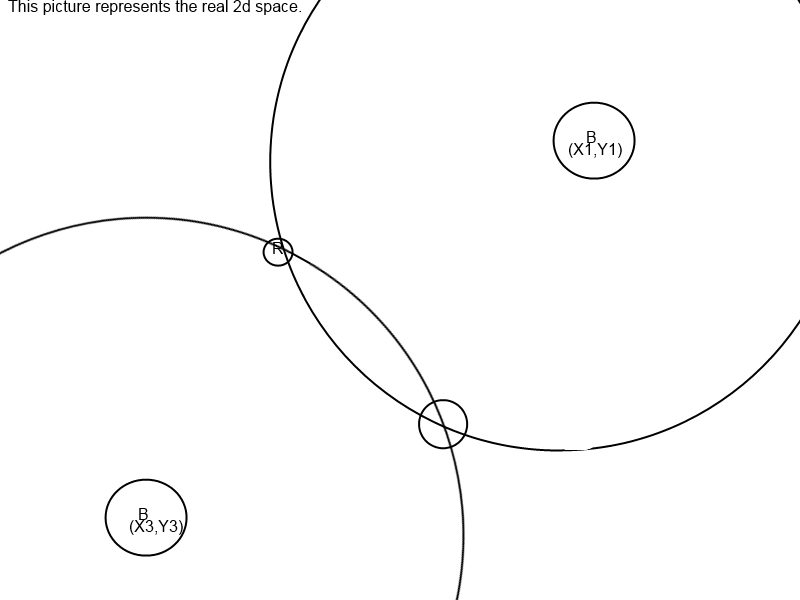 This picture represents the real 2d space.
B
(X1,Y1)
R
B
(X3,Y3)